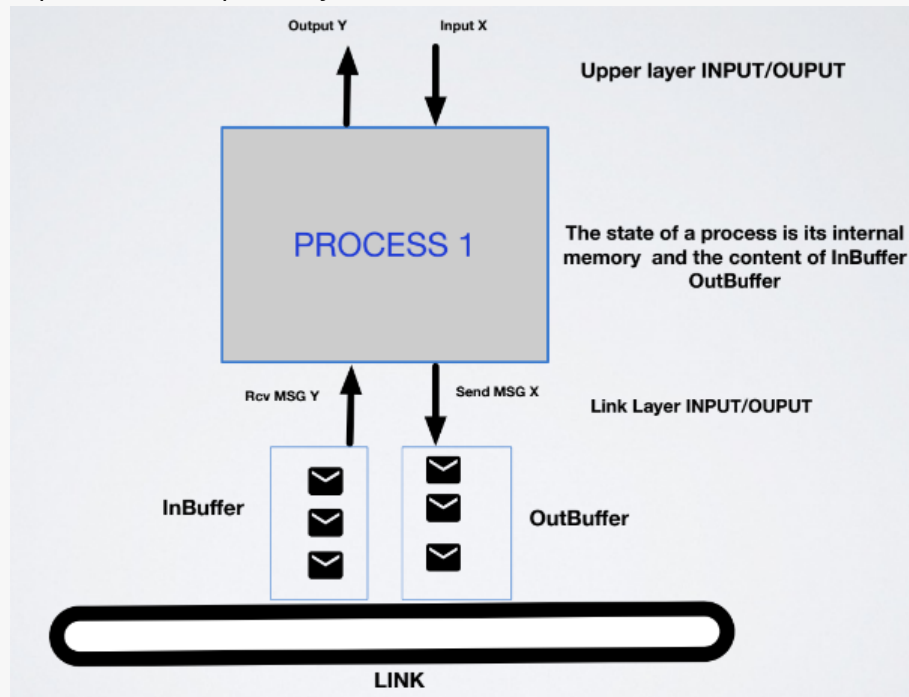 Output Y
Input X
Upper layer INPUT/OUPUT
PROCESS 1
The state of a process is its internal
memory and the content of InBuffer
OutBuffer
Rcv MSG Y
Send MSG X
Link Layer INPUT/OUPUT
InBuffer
OutBuffer
LINK